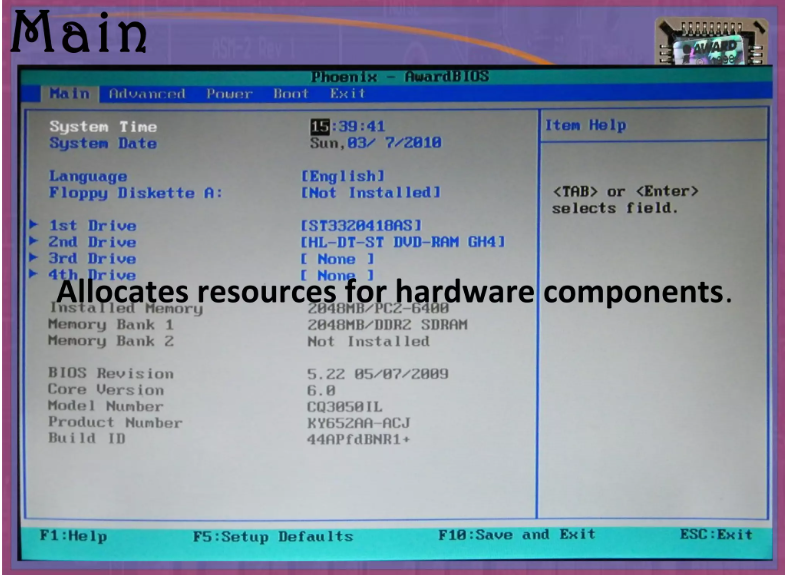 Main
AWARD
Phoenix - AwardBIOS
Main Advanced Power Boot Exit
System Time 15:39:41
System Date Sun,03/ 7/2010
Item Help
Language [English]
Floppy Diskette A: [Not Installed]
<TAB> or <Enter>
selects field.
1st Drive [ST3320418AS]
2nd Drive [HL-DT-ST DVD-RAM GH4]
3rd Drive [ None ]
4th Drive [ None ]
Allocates resources for hardware components.
Installed Memory 2048MB/PC2-6400
Memory Bank 1 2048MB/DDR2 SDRAM
Memory Bank 2 Not Installed
BIOS Revision 5.22 05/07/2009
Core Version 6.0
Model Number CQ3050IL
Product Number KY652AA-ACJ
Build ID 44APfdBNR1+
F1:Help F5:Setup Defaults F10:Save and Exit ESC:Exit